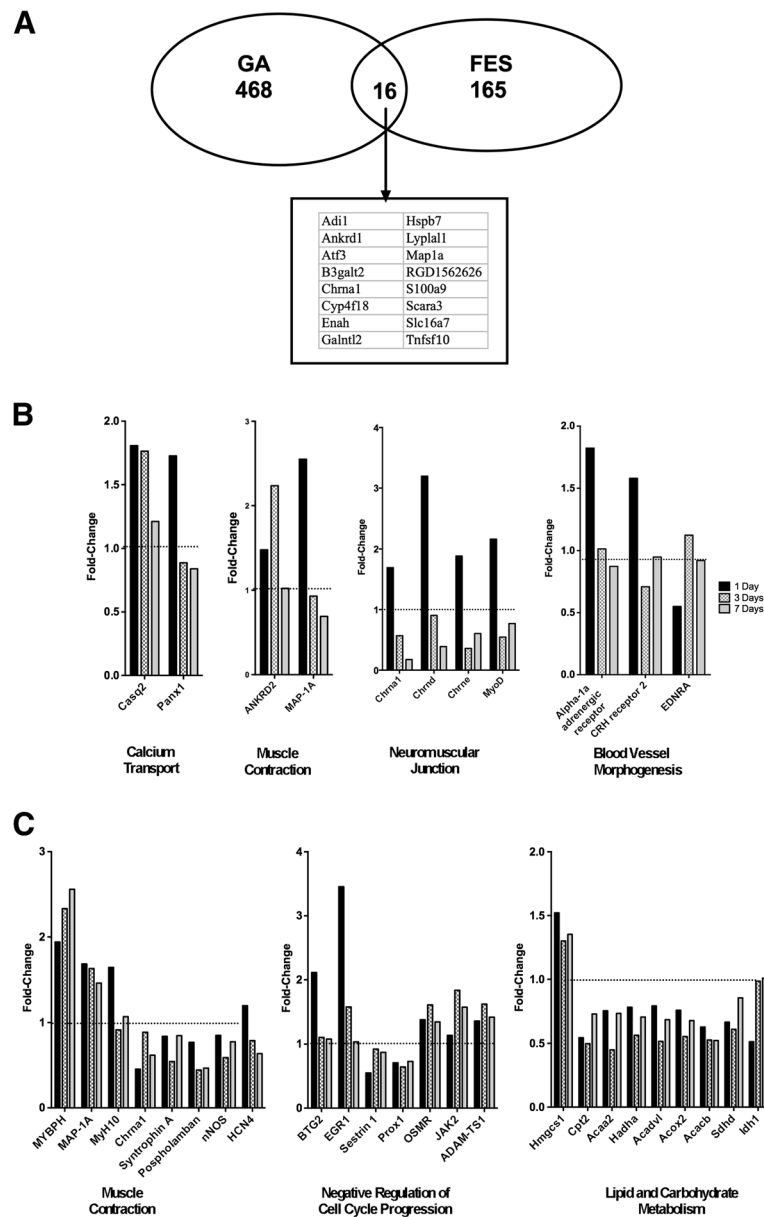 A
GA
468
16
FES
165
Adi1 Hspb7
Ankrd1 Lyplal1
Atf3 Map1a
B3galt2 RGD1562626
Chrna1 S100a9
Cyp4f18 Scara3
Enah Slc16a7
Galntl2 Tnfsf10
B
Fold-Change
2.0
1.5
1.0
0.5
0.0
Casq2
Panx1
Calcium
Transport
Fold-Change
3
2
1
0
ANKRD2
MAP-1A
Muscle
Contraction
Fold-Change
4
3
2
1
0
Chrna1
Chrnd
Chrne
MyoD
Neuromuscular
Junction
Fold-Change
2.0
1.5
1.0
0.5
0.0
Alpha-1a
adrenergic
receptor
CRH receptor 2
EDNRA
Blood Vessel
Morphogenesis
1 Day
3 Days
7 Days
C
Fold-Change
3
2
1
0
MYBPH
MAP-1A
MyH10
Chrna1
Syntrophin A
Pospholamban
nNOS
HCN4
Muscle
Contraction
Fold-Change
4
3
2
1
0
BTG2
EGR1
Sestrin 1
Prox1
OSMR
JAK2
ADAM-TS1
Negative Regulation of
Cell Cycle Progression
Fold-Change
2.0
1.5
1.0
0.5
0.0
Hmgcs1
Cpt2
Acaa2
Hadha
Acadvl
Acox2
Acacb
Sdhd
Idh1
Lipid and Carbohydrate
Metabolism